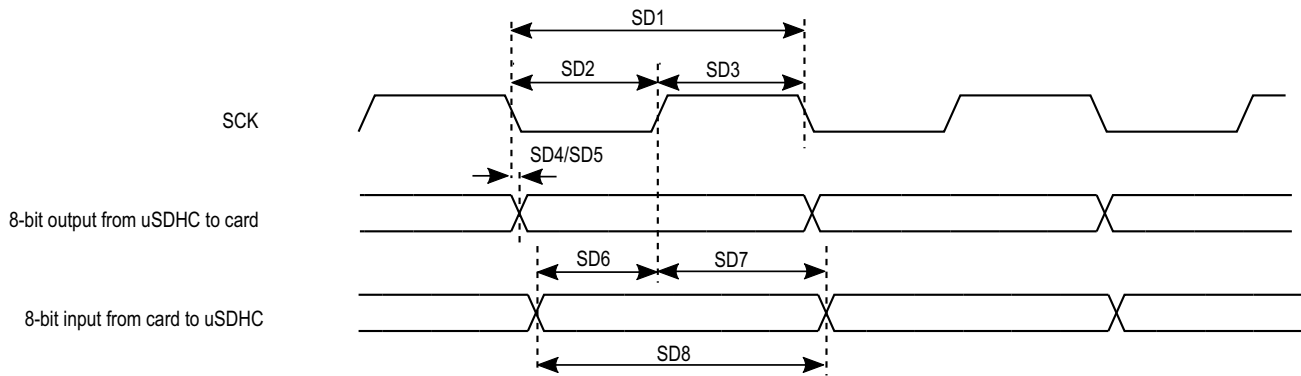 SD1
SD2
SD3
SCK
SD4/SD5
8-bit output from uSDHC to card
SD6
SD7
8-bit input from card to uSDHC
SD8